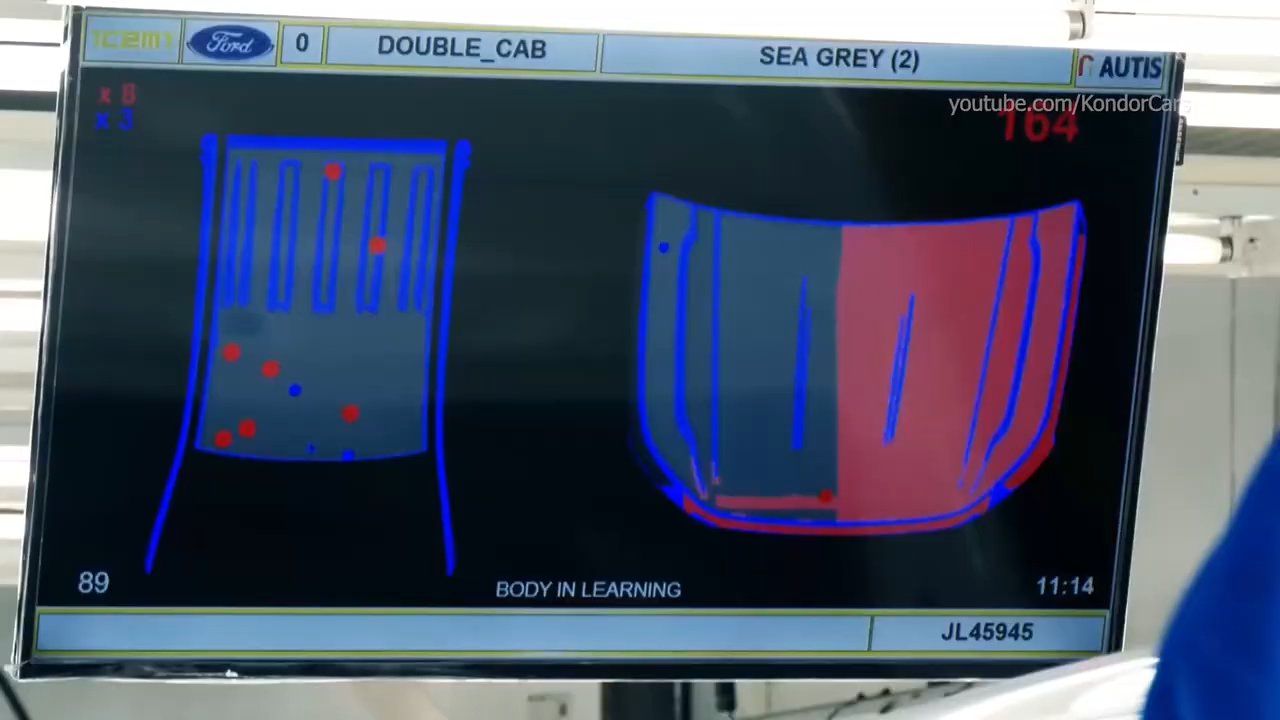 Ford 0 DOUBLE_CAB SEA GREY (2) AUTIS
youtube.com/KondorCars
x 8
x 3
164
89 BODY IN LEARNING 11:14
JL45945